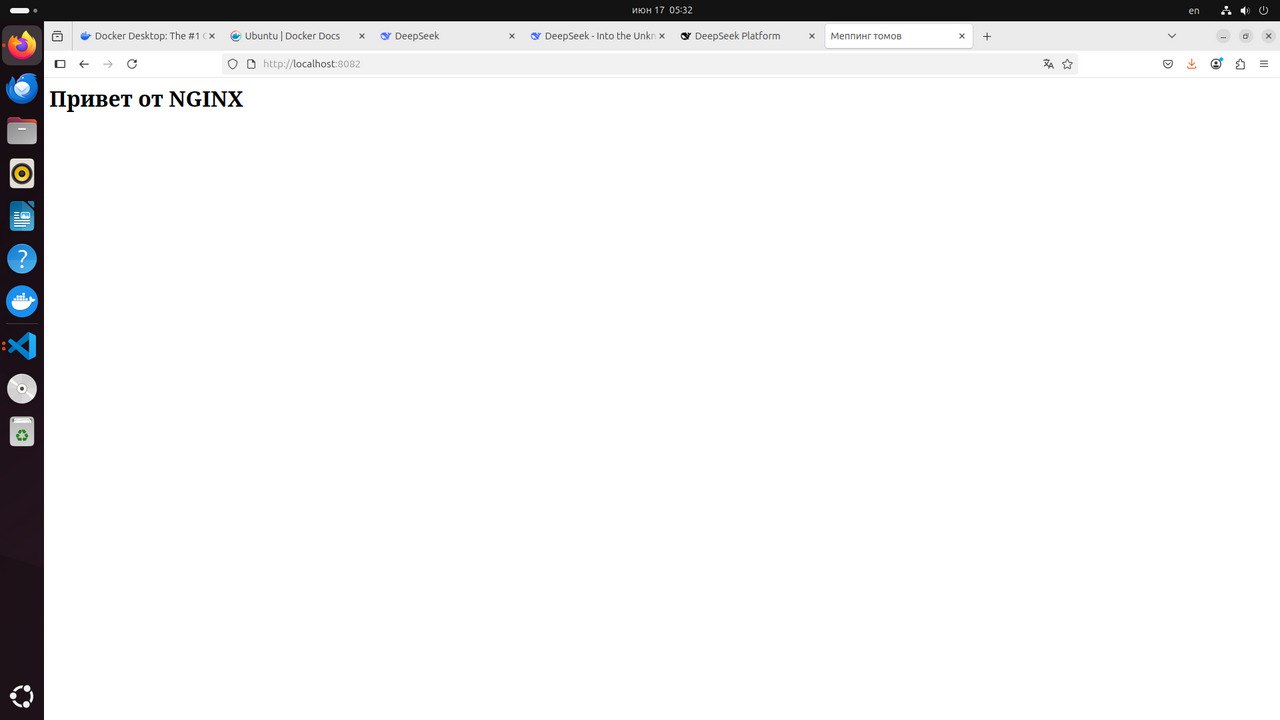 июн 17 05:32
en
Docker Desktop: The #1 C
Ubuntu | Docker Docs
DeepSeek
DeepSeek - Into the Unkn
DeepSeek Platform
Меппинг томов
http://localhost:8082
Привет от NGINX